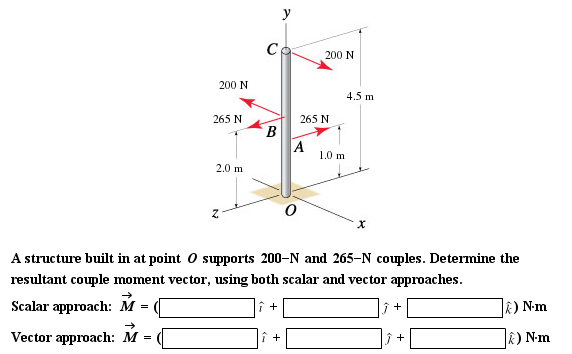 y
C
200 N
200 N
4.5 m
265 N
265 N
B
A
1.0 m
2.0 m
z
O
x
A structure built in at point O supports 200–N and 265–N couples. Determine the
resultant couple moment vector, using both scalar and vector approaches.
Scalar approach: M⃗ = ( î + ĵ + k̂) N·m
Vector approach: M⃗ = ( î + ĵ + k̂) N·m